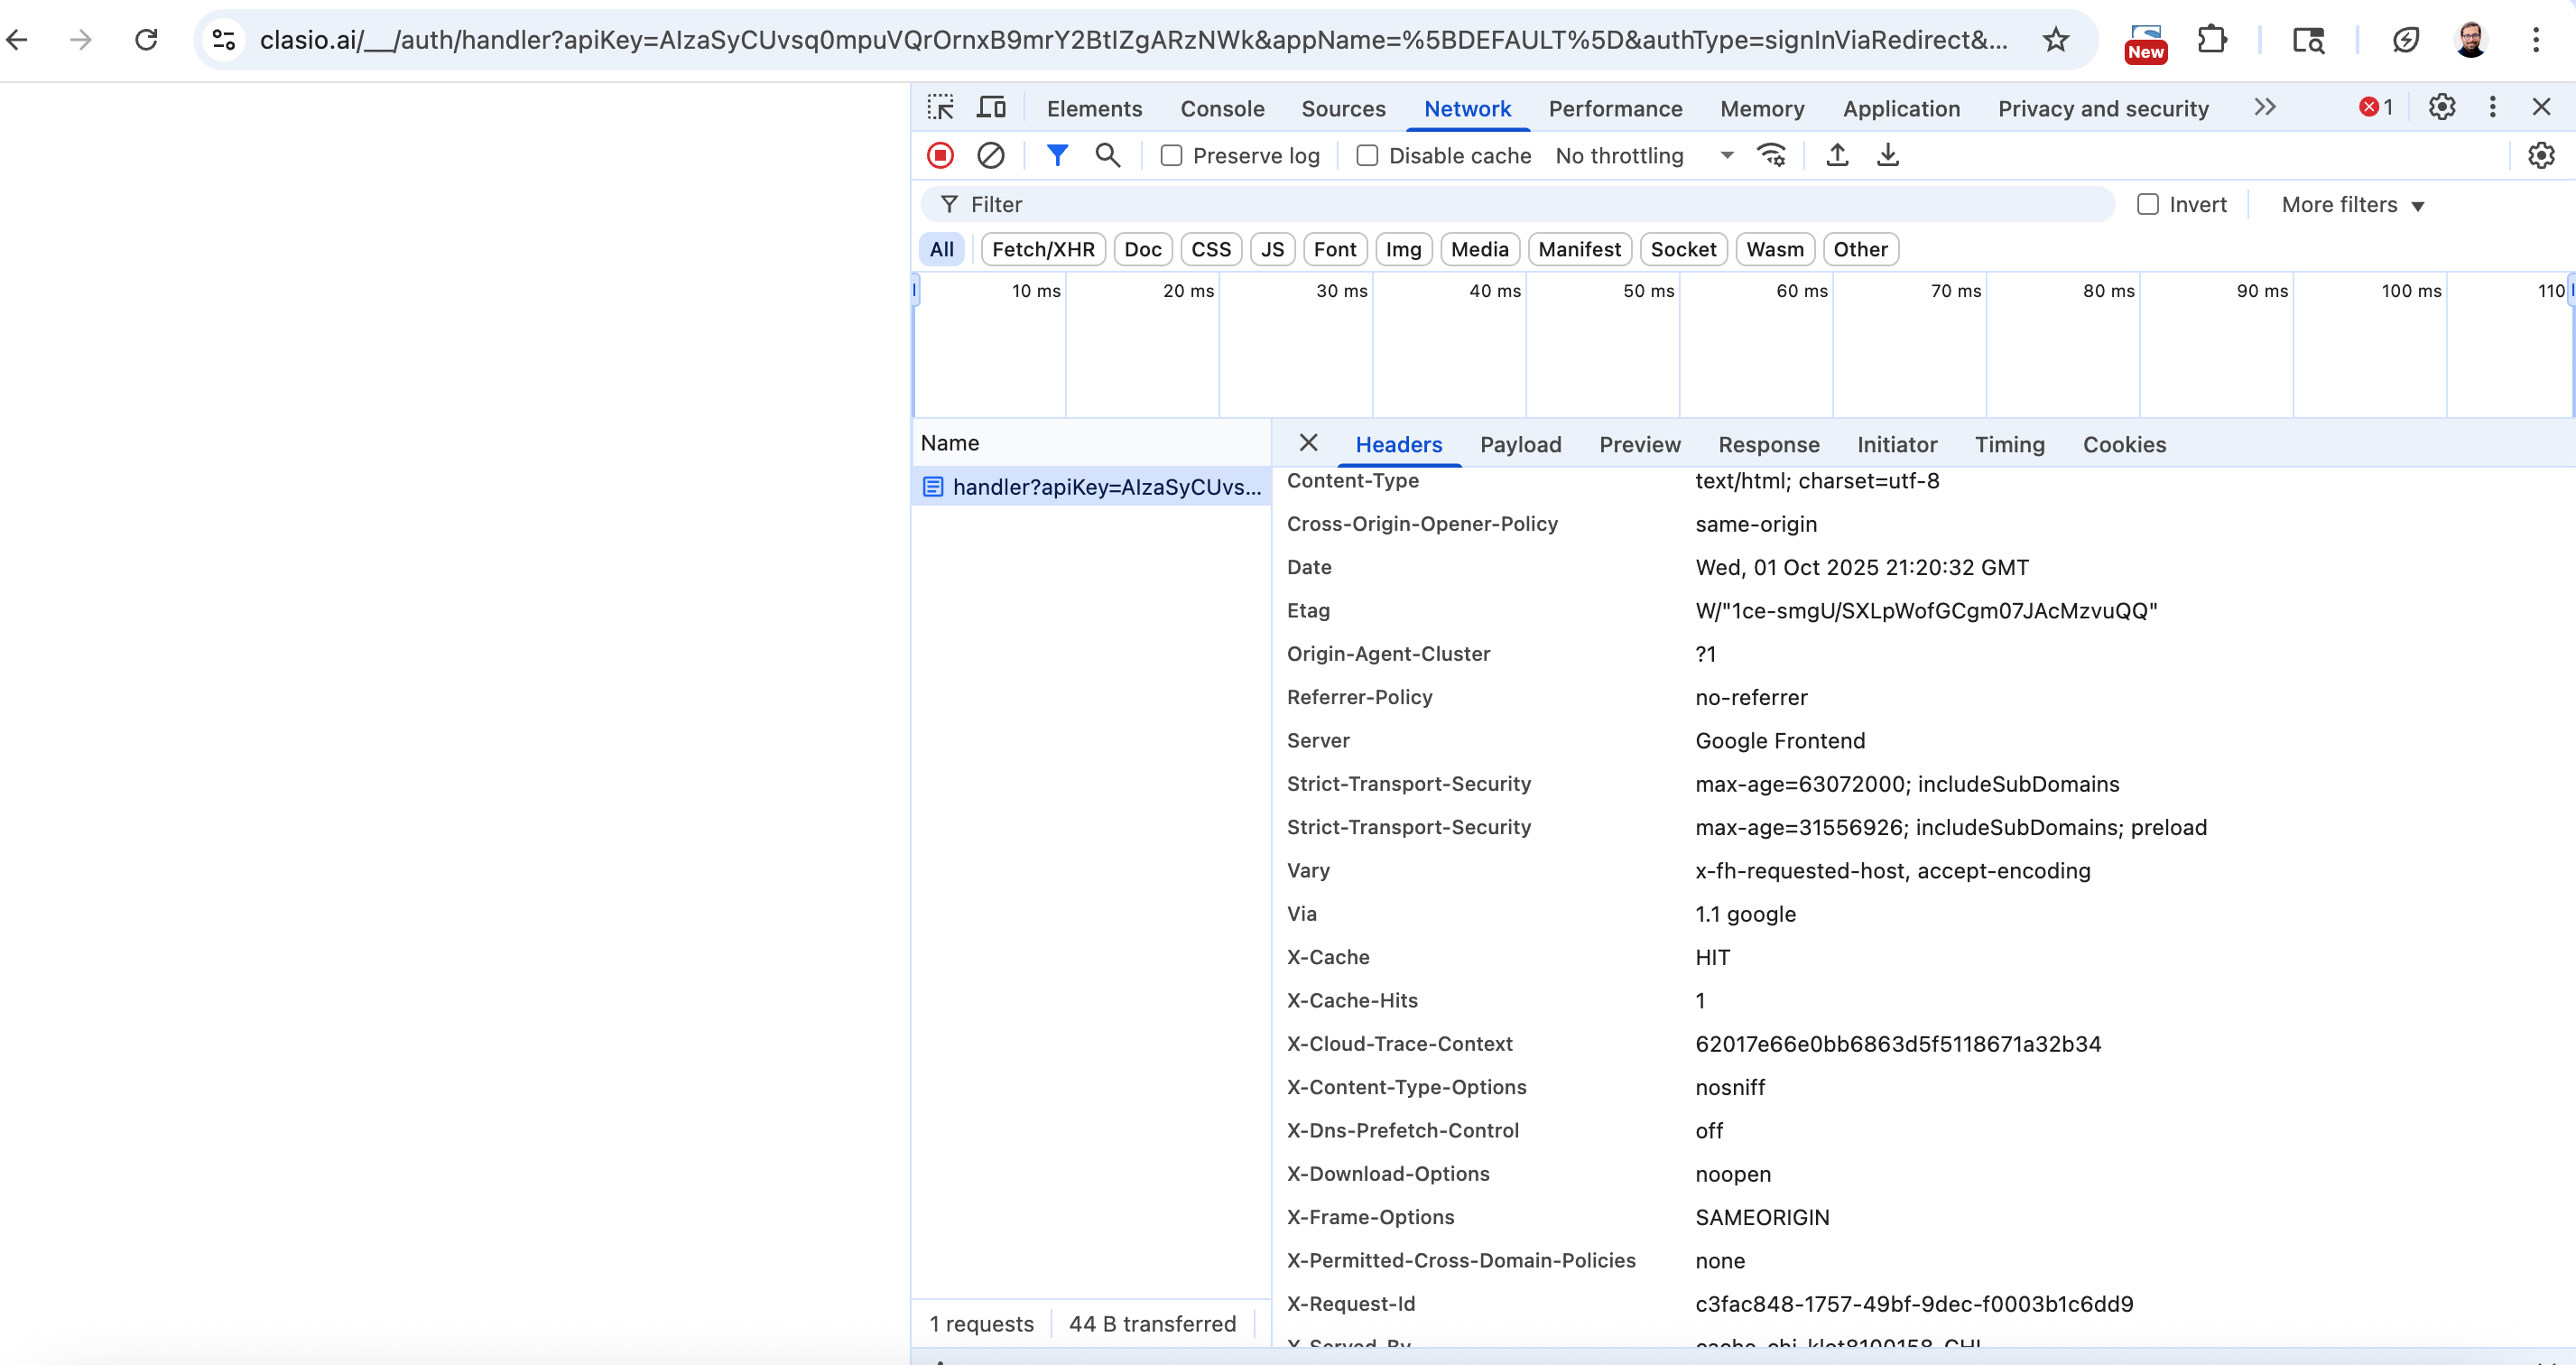 clasio.ai/__/auth/handler?apiKey=AIzaSyCUvsq0mpuVQrOrnxB9mrY2BtIZgARzNWk&appName=%5BDEFAULT%5D&authType=signInViaRedirect&...
New
Elements Console Sources Network Performance Memory Application Privacy and security 1
Preserve log Disable cache No throttling
Filter Invert More filters
All Fetch/XHR Doc CSS JS Font Img Media Manifest Socket Wasm Other
10 ms 20 ms 30 ms 40 ms 50 ms 60 ms 70 ms 80 ms 90 ms 100 ms 110
Name Headers Payload Preview Response Initiator Timing Cookies
handler?apiKey=AIzaSyCUvs...
Content-Type text/html; charset=utf-8
Cross-Origin-Opener-Policy same-origin
Date Wed, 01 Oct 2025 21:20:32 GMT
Etag W/"1ce-smgU/SXLpWofGCgm07JAcMzvuQQ"
Origin-Agent-Cluster ?1
Referrer-Policy no-referrer
Server Google Frontend
Strict-Transport-Security max-age=63072000; includeSubDomains
Strict-Transport-Security max-age=31556926; includeSubDomains; preload
Vary x-fh-requested-host, accept-encoding
Via 1.1 google
X-Cache HIT
X-Cache-Hits 1
X-Cloud-Trace-Context 62017e66e0bb6863d5f5118671a32b34
X-Content-Type-Options nosniff
X-Dns-Prefetch-Control off
X-Download-Options noopen
X-Frame-Options SAMEORIGIN
X-Permitted-Cross-Domain-Policies none
X-Request-Id c3fac848-1757-49bf-9dec-f0003b1c6dd9
X-Served-By
1 requests 44 B transferred